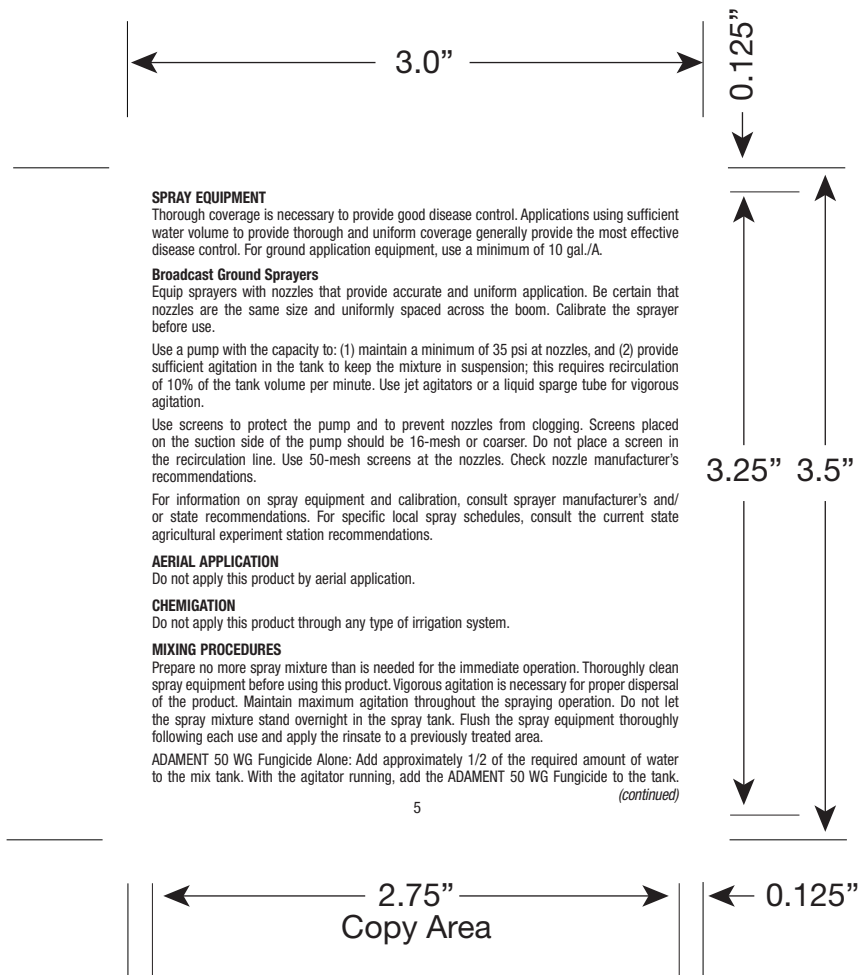 3.0”
0.125”
SPRAY EQUIPMENT
Thorough coverage is necessary to provide good disease control. Applications using sufficient
water volume to provide thorough and uniform coverage generally provide the most effective
disease control. For ground application equipment, use a minimum of 10 gal./A.
Broadcast Ground Sprayers
Equip sprayers with nozzles that provide accurate and uniform application. Be certain that
nozzles are the same size and uniformly spaced across the boom. Calibrate the sprayer
before use.
Use a pump with the capacity to: (1) maintain a minimum of 35 psi at nozzles, and (2) provide
sufficient agitation in the tank to keep the mixture in suspension; this requires recirculation
of 10% of the tank volume per minute. Use jet agitators or a liquid sparge tube for vigorous
agitation.
Use screens to protect the pump and to prevent nozzles from clogging. Screens placed
on the suction side of the pump should be 16-mesh or coarser. Do not place a screen in
the recirculation line. Use 50-mesh screens at the nozzles. Check nozzle manufacturer’s
recommendations.
3.25” 3.5”
For information on spray equipment and calibration, consult sprayer manufacturer’s and/
or state recommendations. For specific local spray schedules, consult the current state
agricultural experiment station recommendations.
AERIAL APPLICATION
Do not apply this product by aerial application.
CHEMIGATION
Do not apply this product through any type of irrigation system.
MIXING PROCEDURES
Prepare no more spray mixture than is needed for the immediate operation. Thoroughly clean
spray equipment before using this product. Vigorous agitation is necessary for proper dispersal
of the product. Maintain maximum agitation throughout the spraying operation. Do not let
the spray mixture stand overnight in the spray tank. Flush the spray equipment thoroughly
following each use and apply the rinsate to a previously treated area.
ADAMENT 50 WG Fungicide Alone: Add approximately 1/2 of the required amount of water
to the mix tank. With the agitator running, add the ADAMENT 50 WG Fungicide to the tank.
(continued)
5
2.75”
0.125”
Copy Area